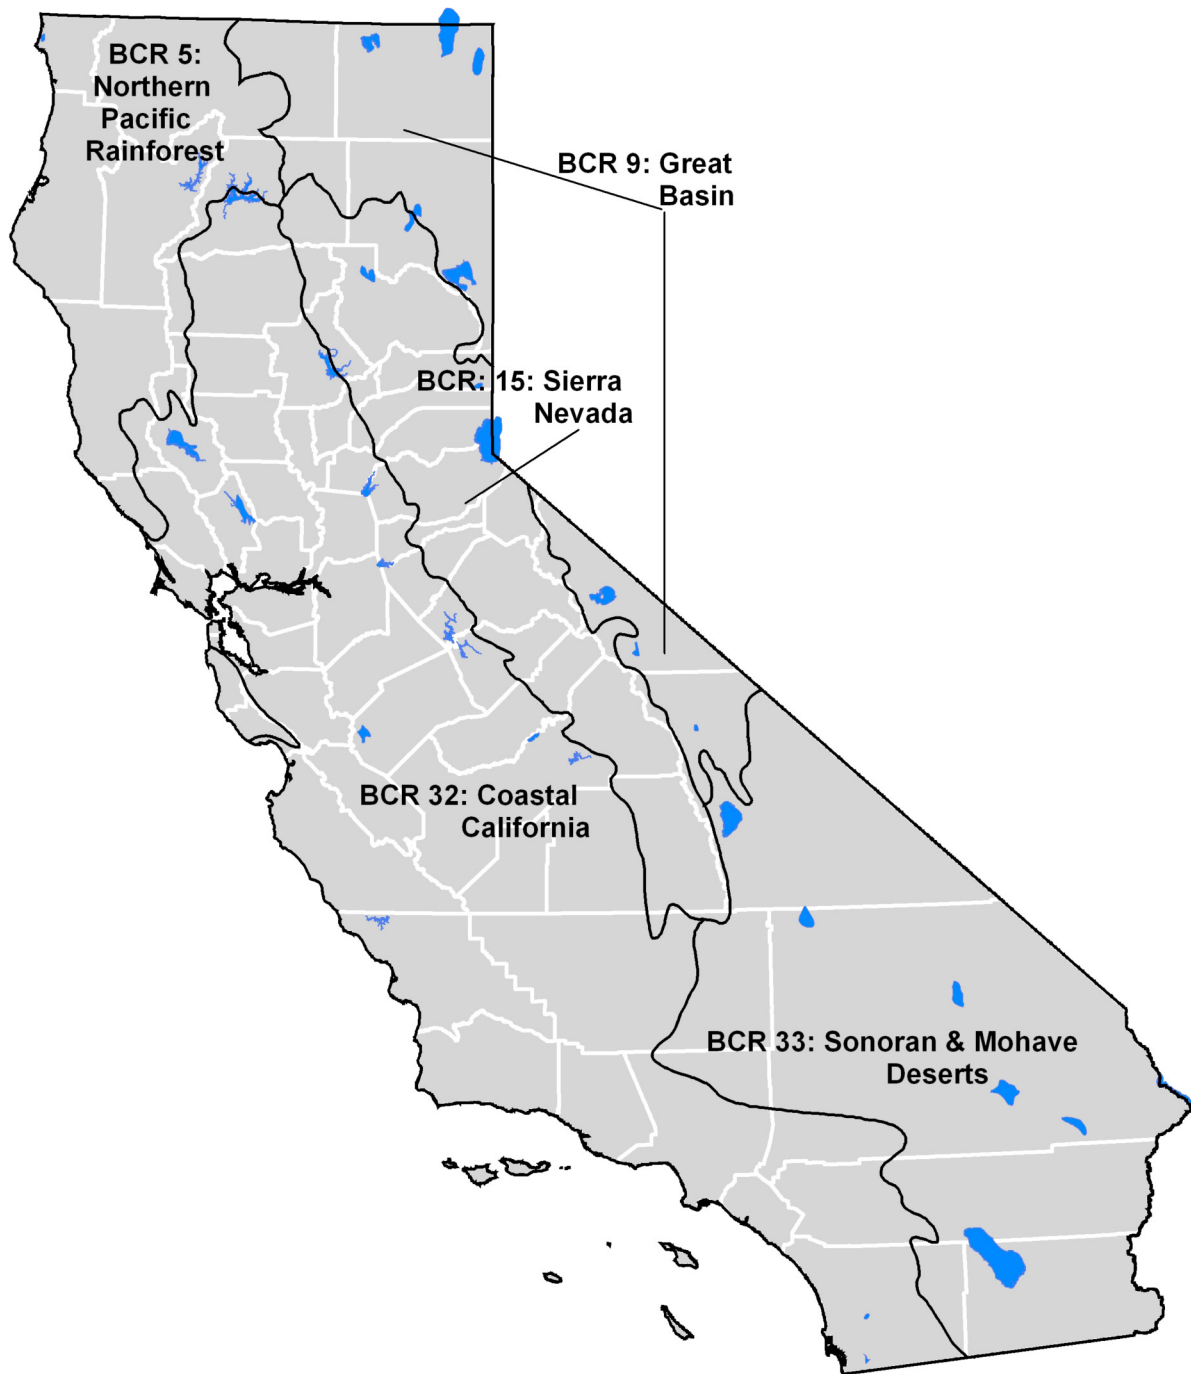 BCR 5:
Northern
Pacific
Rainforest
BCR 9: Great
Basin
BCR: 15: Sierra
Nevada
BCR 32: Coastal
California
BCR 33: Sonoran & Mohave
Deserts